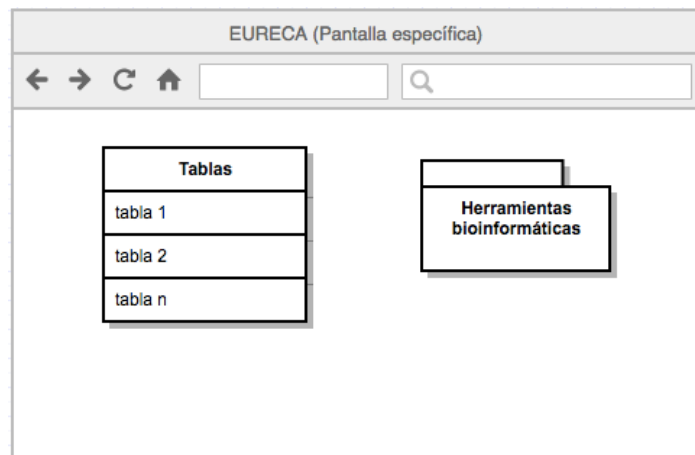 EURECA (Pantalla específica)
Tablas
tabla 1
tabla 2
tabla n
Herramientas
bioinformáticas